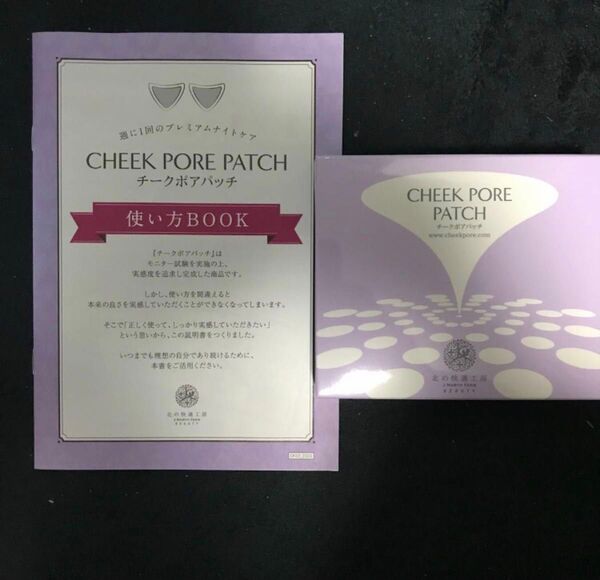 週に1回のプレミアムナイトケア
CHEEK PORE PATCH
チークポアパッチ
使い方BOOK
『チークポアパッチ』は
モニター試験を実施の上、
実感度を追求し完成した商品です。
しかし、使い方を間違えると
本来の良さを実感していただくことができなくなってしまいます。
そこで「正しく使って、しっかり実感していただきたい」
という思いから、この説明書をつくりました。
いつまでも理想の自分であり続けるために、
本書をご活用ください。
北の快適工房
J NORTH FARM
BEAUTY
CHEEK PORE
PATCH
チークポアパッチ
www.cheekpore.com
北の快適工房
J NORTH FARM
BEAUTY